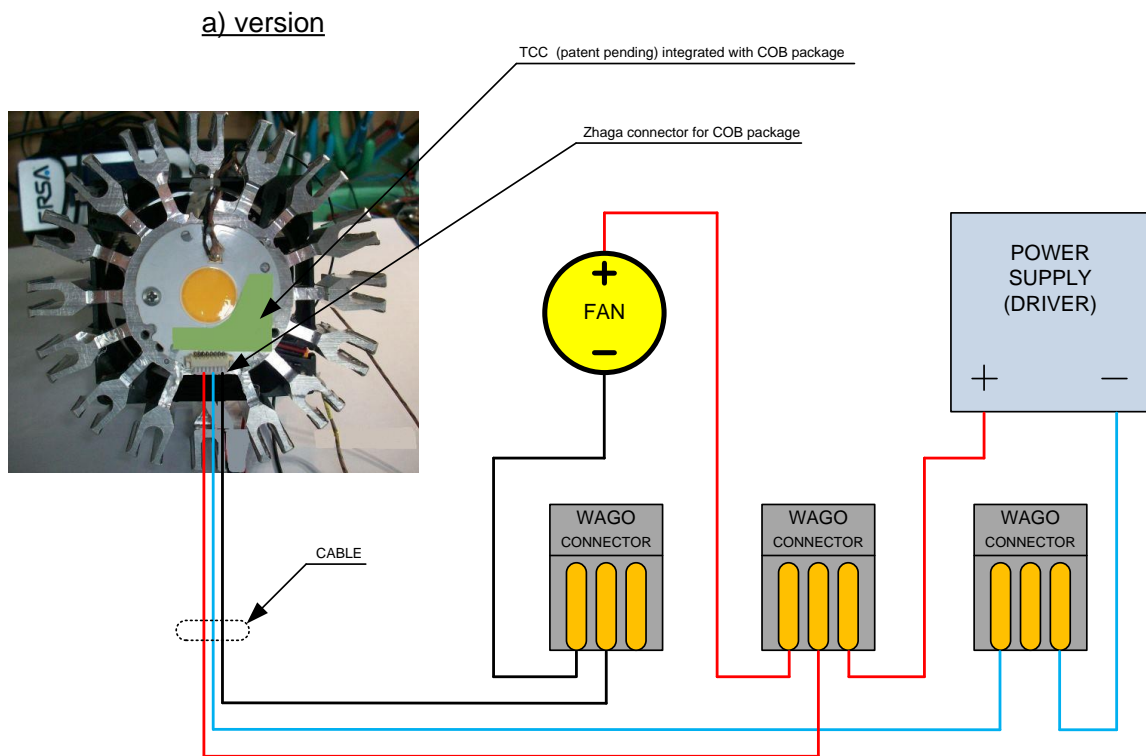 a) version
TCC (patent pending) integrated with COB package
Zhaga connector for COB package
ERSA
+
FAN
−
POWER
SUPPLY
(DRIVER)
+ −
WAGO
CONNECTOR
WAGO
CONNECTOR
WAGO
CONNECTOR
CABLE